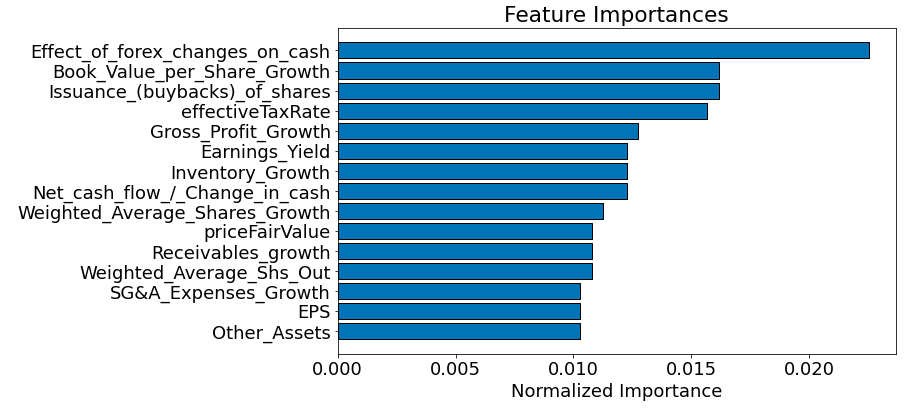 Feature Importances
Effect_of_forex_changes_on_cash
Book_Value_per_Share_Growth
Issuance_(buybacks)_of_shares
effectiveTaxRate
Gross_Profit_Growth
Earnings_Yield
Inventory_Growth
Net_cash_flow_/_Change_in_cash
Weighted_Average_Shares_Growth
priceFairValue
Receivables_growth
Weighted_Average_Shs_Out
SG&A_Expenses_Growth
EPS
Other_Assets
0.000 0.005 0.010 0.015 0.020
Normalized Importance